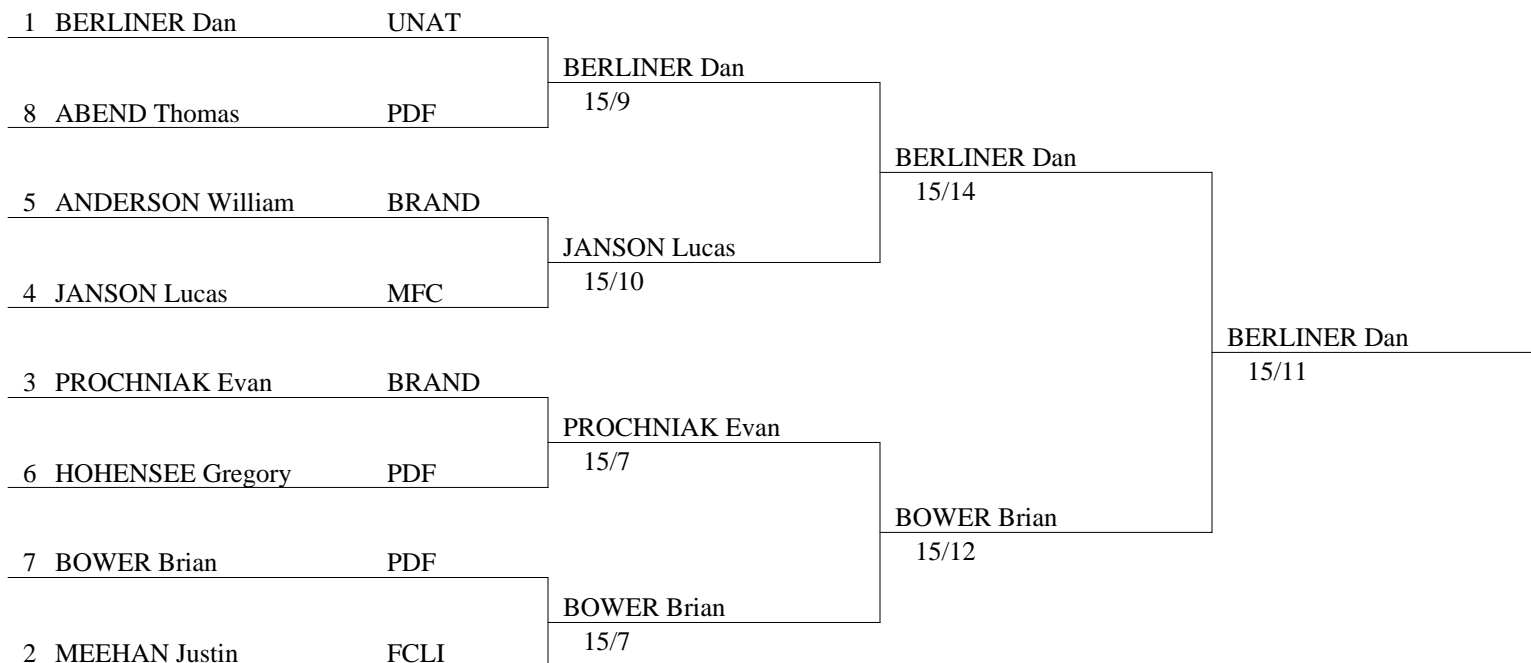 1 BERLINER Dan UNAT
BERLINER Dan
15/9
8 ABEND Thomas PDF
BERLINER Dan
15/14
5 ANDERSON William BRAND
JANSON Lucas
15/10
4 JANSON Lucas MFC
BERLINER Dan
15/11
3 PROCHNIAK Evan BRAND
PROCHNIAK Evan
15/7
6 HOHENSEE Gregory PDF
BOWER Brian
15/12
7 BOWER Brian PDF
BOWER Brian
15/7
2 MEEHAN Justin FCLI